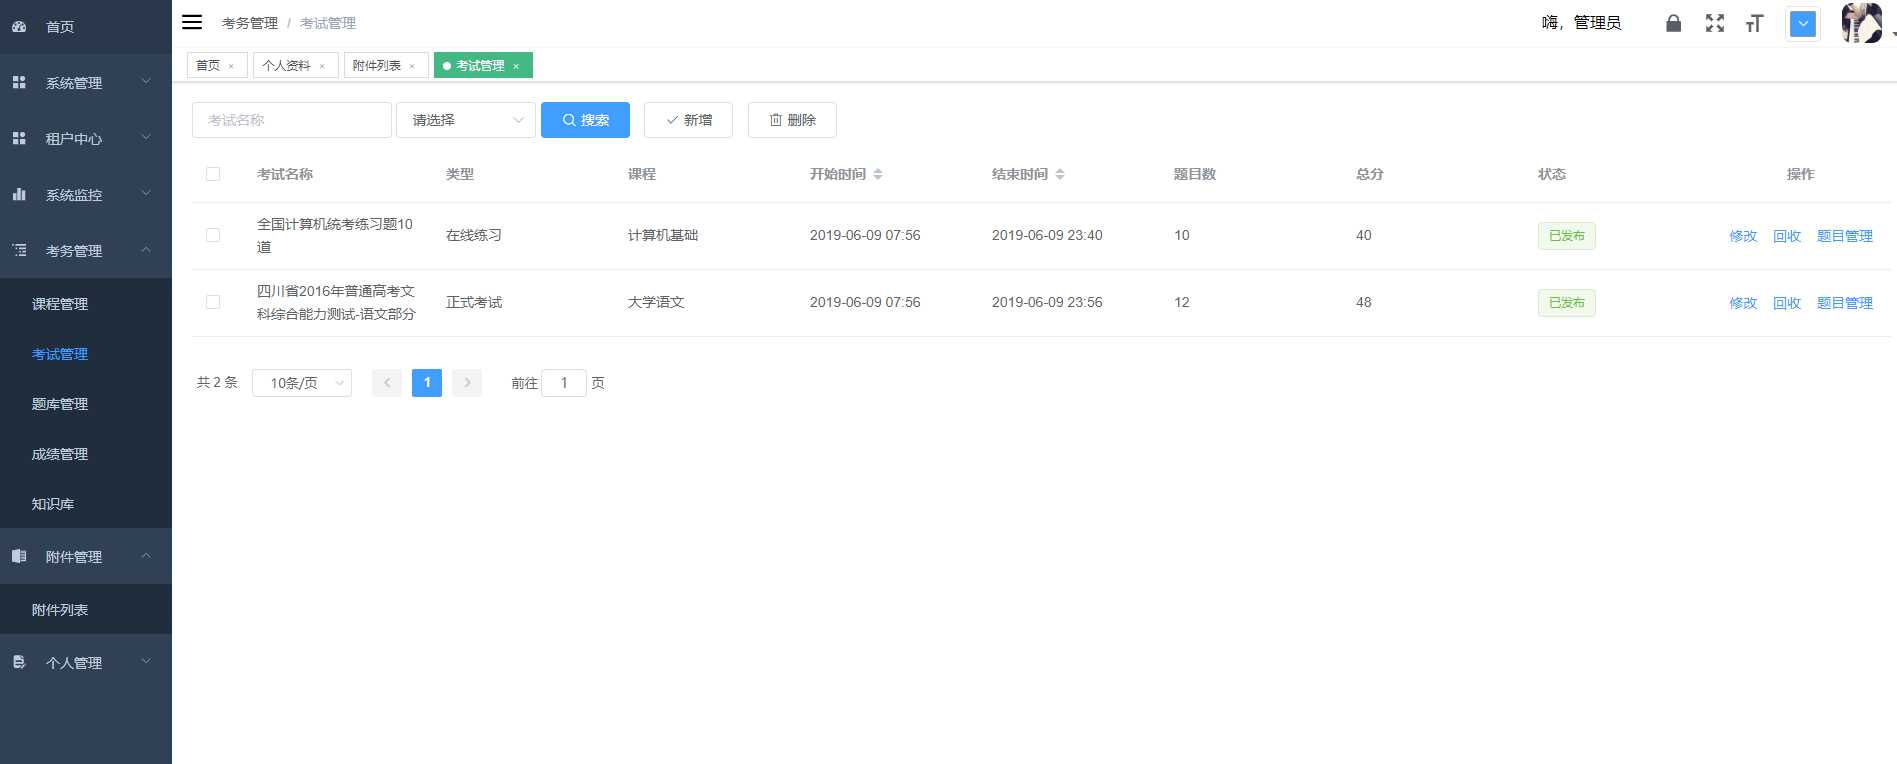 首页
系统管理
租户中心
系统监控
考务管理
课程管理
考试管理
题库管理
成绩管理
知识库
附件管理
附件列表
个人管理
考务管理 / 考试管理
嗨，管理员
首页 × 个人资料 × 附件列表 × 考试管理 ×
考试名称 请选择 搜索 新增 删除
考试名称 类型 课程 开始时间 结束时间 题目数 总分 状态 操作
全国计算机统考练习题10
道
在线练习 计算机基础 2019-06-09 07:56 2019-06-09 23:40 10 40 已发布 修改 回收 题目管理
四川省2016年普通高考文
科综合能力测试-语文部分
正式考试 大学语文 2019-06-09 07:56 2019-06-09 23:56 12 48 已发布 修改 回收 题目管理
共 2 条 10条/页 1 前往 1 页